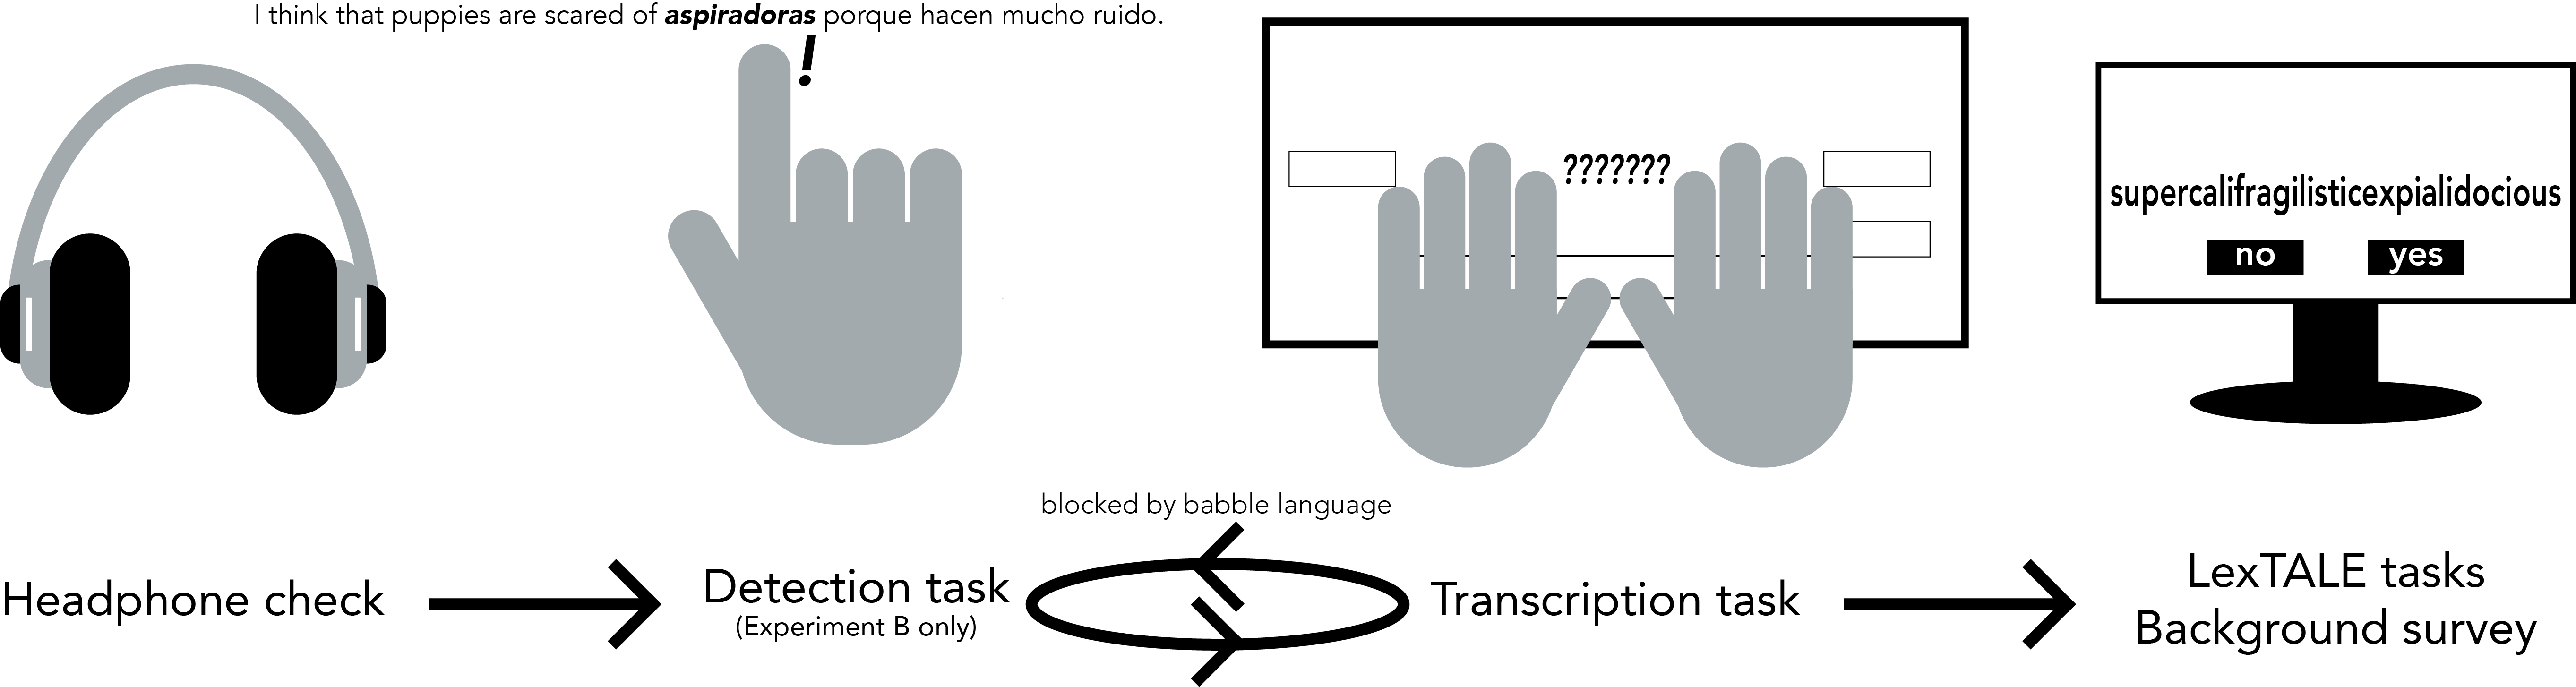 I think that puppies are scared of aspiradoras porque hacen mucho ruido.
!
???????
supercalifragilisticexpialidocious
no yes
blocked by babble language
Headphone check
Detection task
(Experiment B only)
Transcription task
LexTALE tasks
Background survey